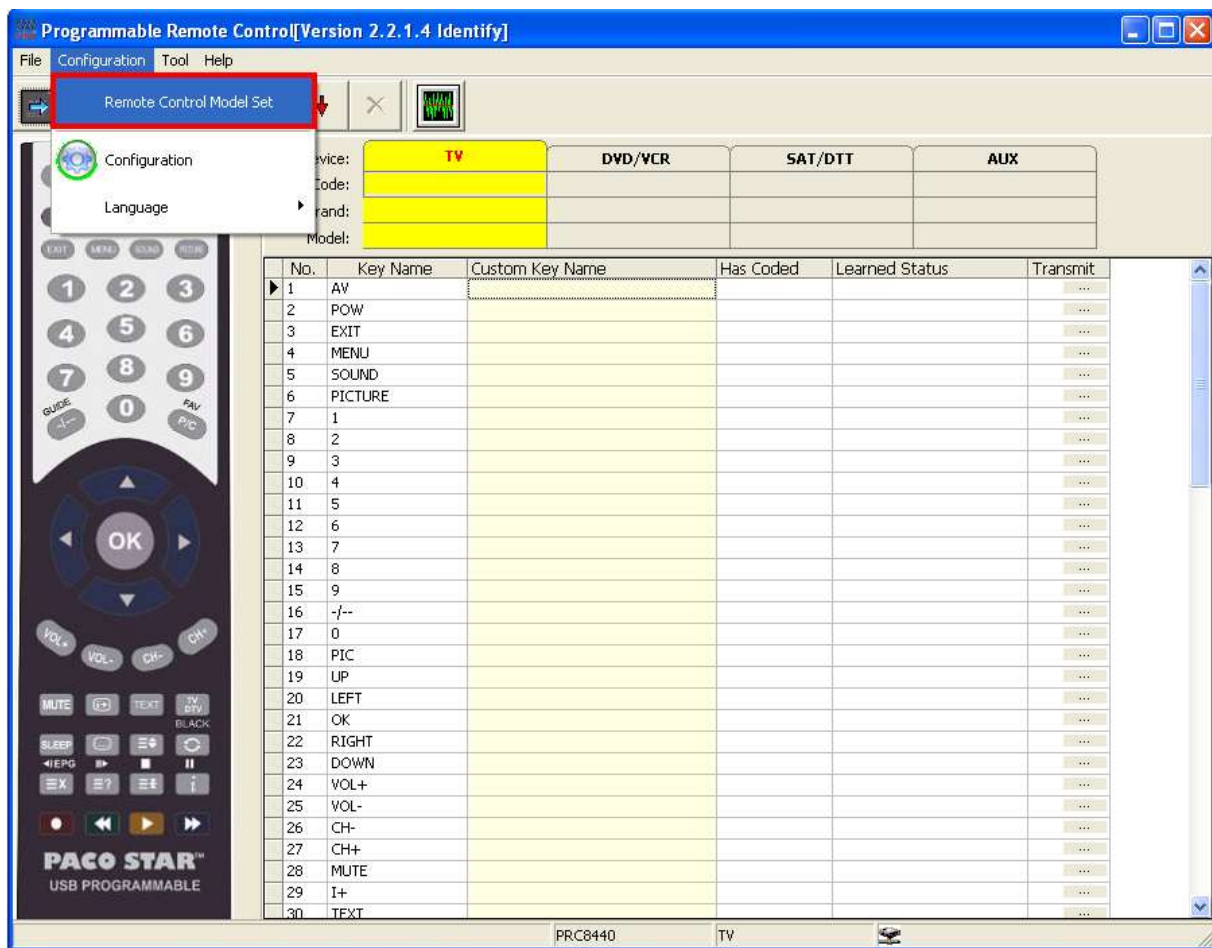 Programmable Remote Control[Version 2.2.1.4 Identify]
File Configuration Tool Help
Remote Control Model Set
Configuration
Language
evice:
TV
DVD/VCR
SAT/DTT
AUX
Code:
rand:
Model:
EXIT MENU SOUND
1 2 3
4 5 6
7 8 9
GUIDE 0 FAV
-/-- P/C
OK
VOL+ VOL- CH- CH+
MUTE i+ TEXT TV DTV
BLACK
SLEEP
EPG
X ? i
PACO STAR™
USB PROGRAMMABLE
No. Key Name Custom Key Name Has Coded Learned Status Transmit
1 AV ...
2 POW ...
3 EXIT ...
4 MENU ...
5 SOUND ...
6 PICTURE ...
7 1 ...
8 2 ...
9 3 ...
10 4 ...
11 5 ...
12 6 ...
13 7 ...
14 8 ...
15 9 ...
16 -/-- ...
17 0 ...
18 PIC ...
19 UP ...
20 LEFT ...
21 OK ...
22 RIGHT ...
23 DOWN ...
24 VOL+ ...
25 VOL- ...
26 CH- ...
27 CH+ ...
28 MUTE ...
29 I+ ...
30 TEXT ...
PRC8440 TV